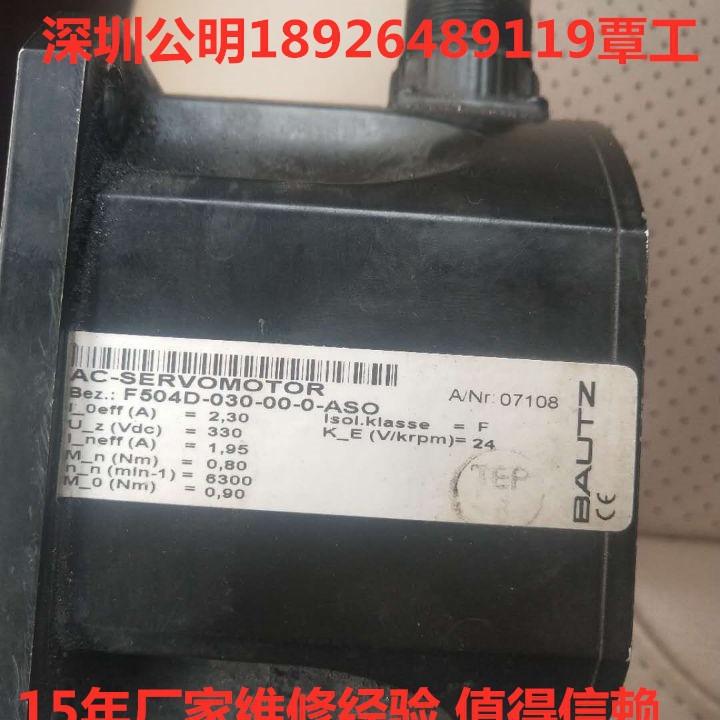 深圳公明18926489119覃工
AC-SERVOMOTOR
Bez.: F504D-030-00-0-ASO
A/Nr: 07108
I_0eff (A) = 2,30
Isol.klasse = F
U_z (Vdc) = 330
K_E (V/krpm)= 24
I_neff (A) = 1,95
M_n (Nm) = 0,80
n_n (min-1) = 6300
M_0 (Nm) = 0,90
TEP
BAUTZ
CE
15年厂家维修经验 值得信赖